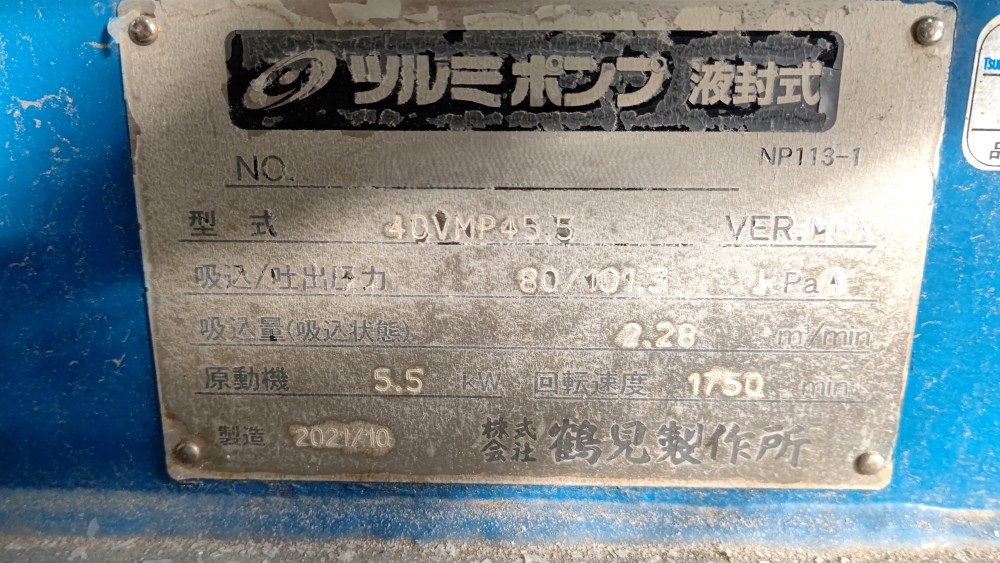 ツルミポンプ 液封式
NO. NP113-1
型式 40VMP45.5 VER.
吸込/吐出圧力 80/101.3 kPaA
吸込量(吸込状態) 2.28 m³/min
原動機 5.5 kW 回転速度 1750 min
製造 2021/10 株式会社 鶴見製作所
品